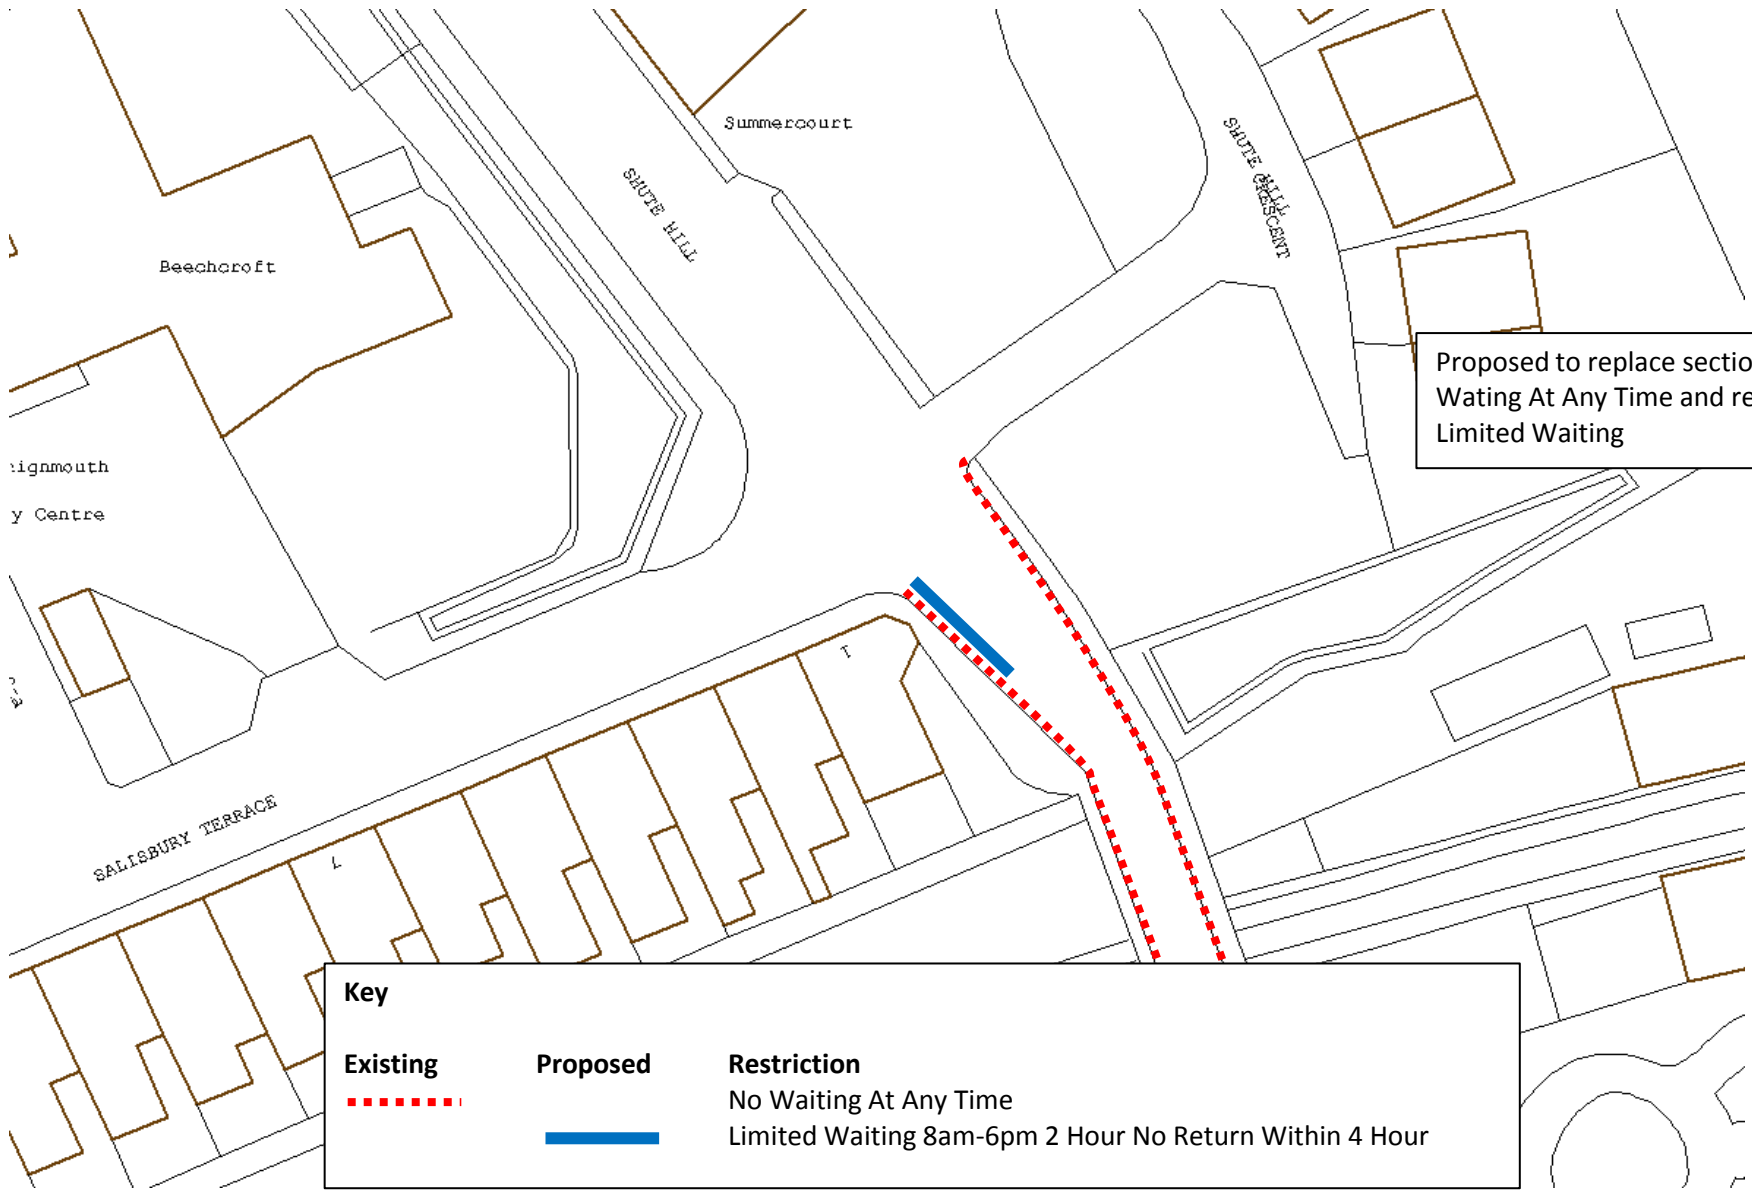 Summercourt
SHUTE HILL
SHUTE HILL
CRESCENT
Beechcroft
Proposed to replace sectio
Wating At Any Time and re
Limited Waiting
ignmouth
y Centre
1
SALISBURY TERRACE
7
Key
Existing Proposed Restriction
No Waiting At Any Time
Limited Waiting 8am-6pm 2 Hour No Return Within 4 Hour